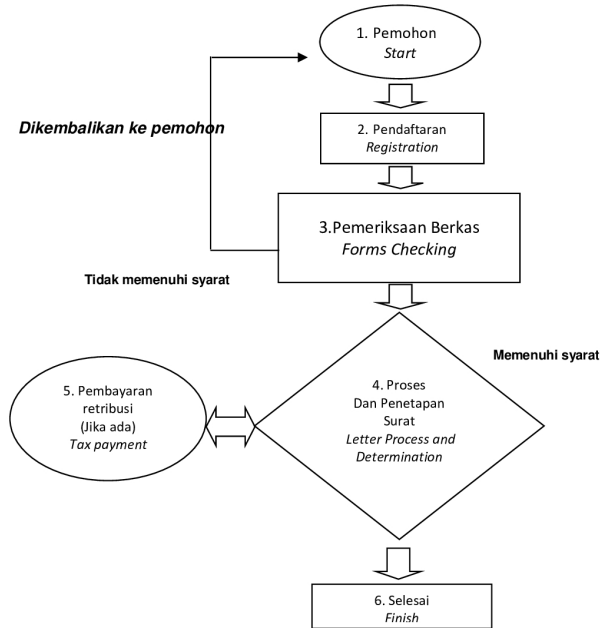 1. Pemohon
Start
Dikembalikan ke pemohon
2. Pendaftaran
Registration
3.Pemeriksaan Berkas
Forms Checking
Tidak memenuhi syarat
Memenuhi syarat
4. Proses
Dan Penetapan
Surat
Letter Process and
Determination
5. Pembayaran
retribusi
(Jika ada)
Tax payment
6. Selesai
Finish